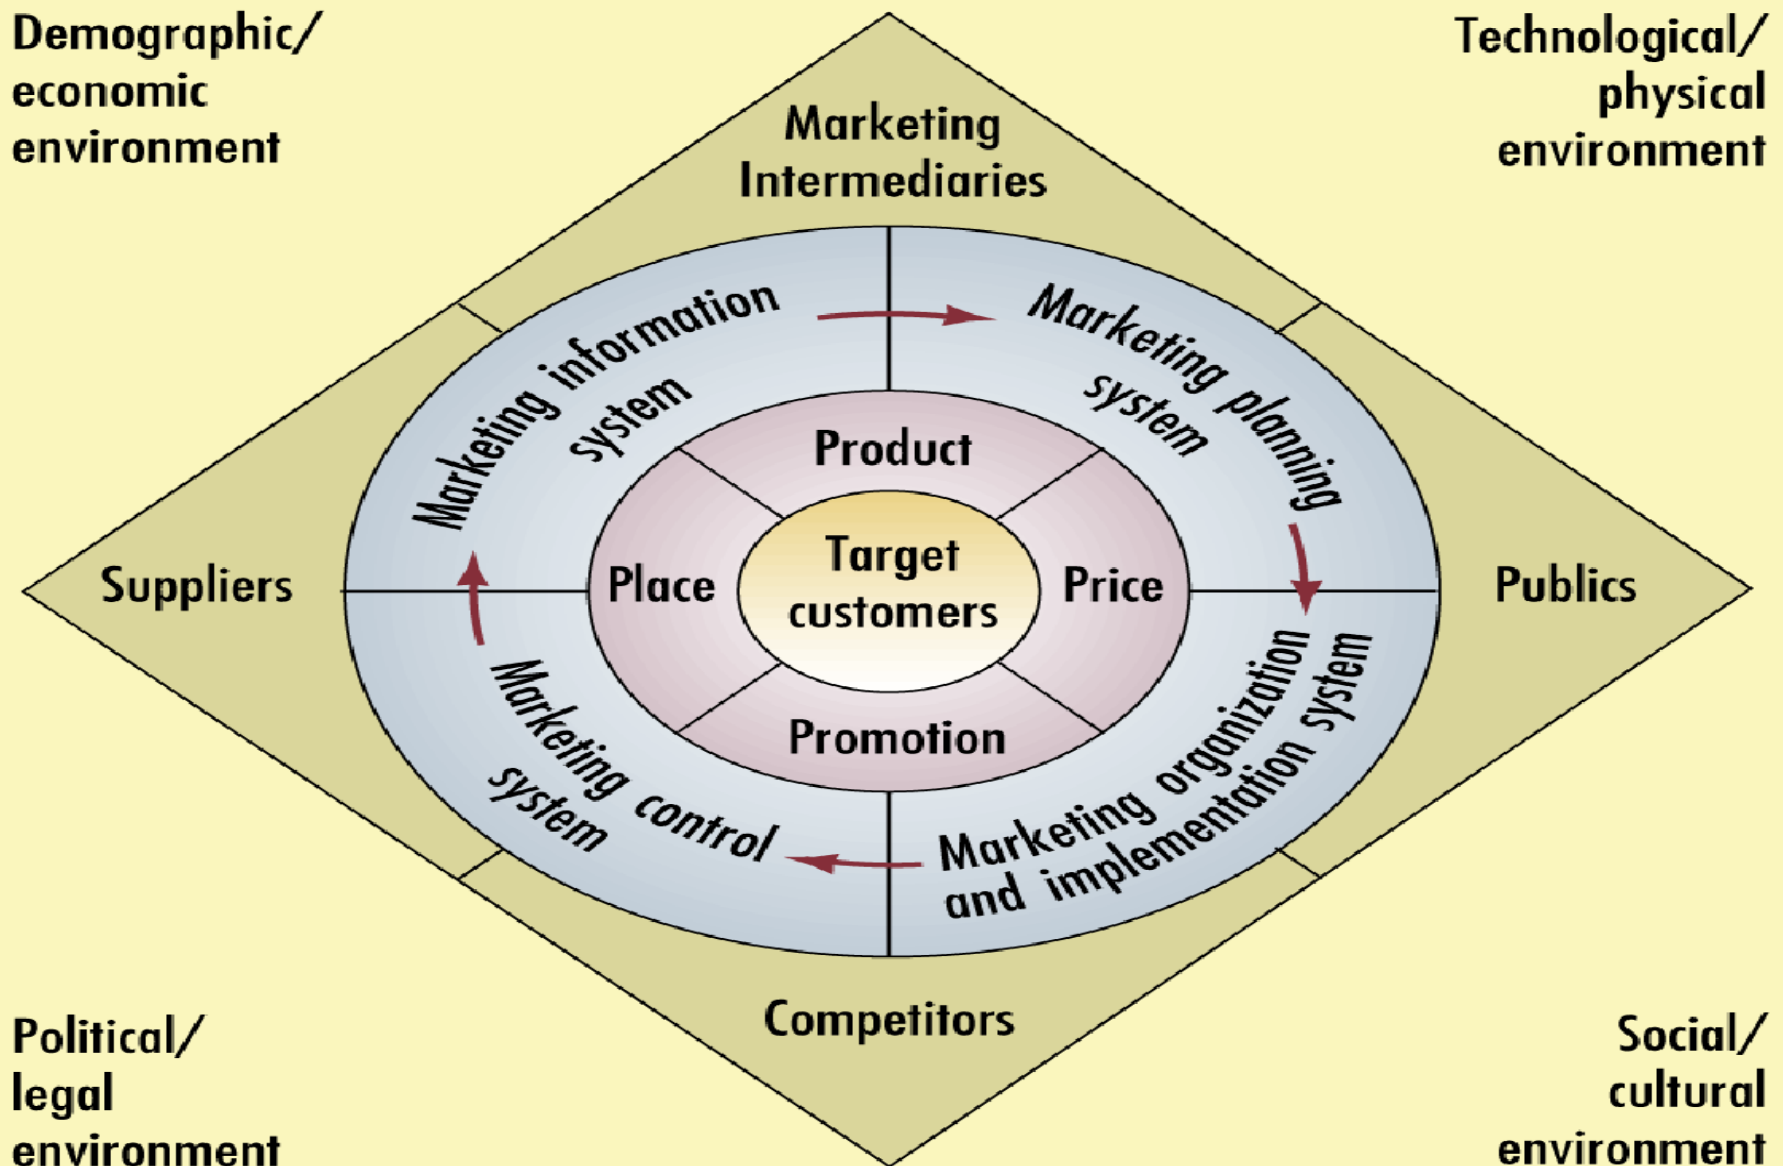 Demographic/
economic
environment
Technological/
physical
environment
Marketing
Intermediaries
Marketing information
system
Marketing planning
system
Product
Suppliers
Place
Target
customers
Price
Publics
Promotion
Marketing control
system
Marketing organization
and implementation system
Competitors
Political/
legal
environment
Social/
cultural
environment